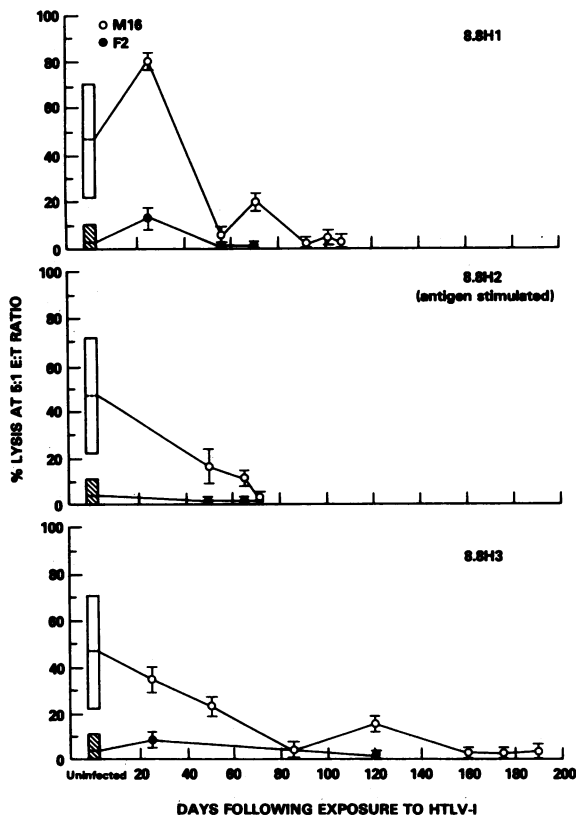 M16
F2
8.8H1
100
80
60
40
20
0
8.8H2
(antigen stimulated)
100
80
60
40
20
0
8.8H3
100
80
60
40
20
0
% LYSIS AT 5:1 E:T RATIO
Uninfected 20 40 60 80 100 120 140 160 180 200
DAYS FOLLOWING EXPOSURE TO HTLV-I